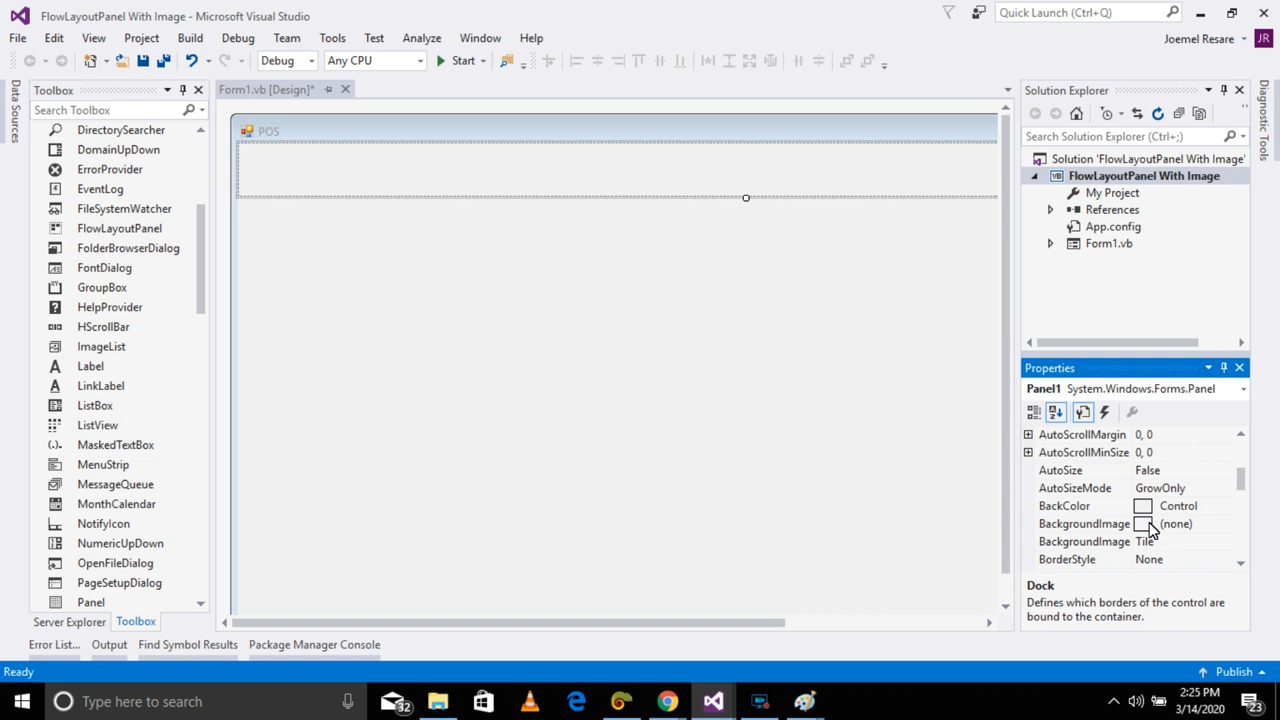 FlowLayoutPanel With Image - Microsoft Visual Studio
Quick Launch (Ctrl+Q)
File Edit View Project Build Debug Team Tools Test Analyze Window Help
Joemel Resare JR
Debug Any CPU Start
Data Sources
Toolbox
Search Toolbox
DirectorySearcher
DomainUpDown
ErrorProvider
EventLog
FileSystemWatcher
FlowLayoutPanel
FolderBrowserDialog
FontDialog
GroupBox
HelpProvider
HScrollBar
ImageList
Label
LinkLabel
ListBox
ListView
MaskedTextBox
MenuStrip
MessageQueue
MonthCalendar
NotifyIcon
NumericUpDown
OpenFileDialog
PageSetupDialog
Panel
Server Explorer Toolbox
Form1.vb [Design]*
POS
Solution Explorer
Search Solution Explorer (Ctrl+;)
Solution 'FlowLayoutPanel With Image'
VB FlowLayoutPanel With Image
My Project
References
App.config
Form1.vb
Diagnostic Tools
Properties
Panel1 System.Windows.Forms.Panel
AutoScrollMargin 0, 0
AutoScrollMinSize 0, 0
AutoSize False
AutoSizeMode GrowOnly
BackColor Control
BackgroundImage (none)
BackgroundImage Tile
BorderStyle None
Dock
Defines which borders of the control are
bound to the container.
Error List... Output Find Symbol Results Package Manager Console
Ready
Publish
Type here to search
32
2:25 PM
3/14/2020
23